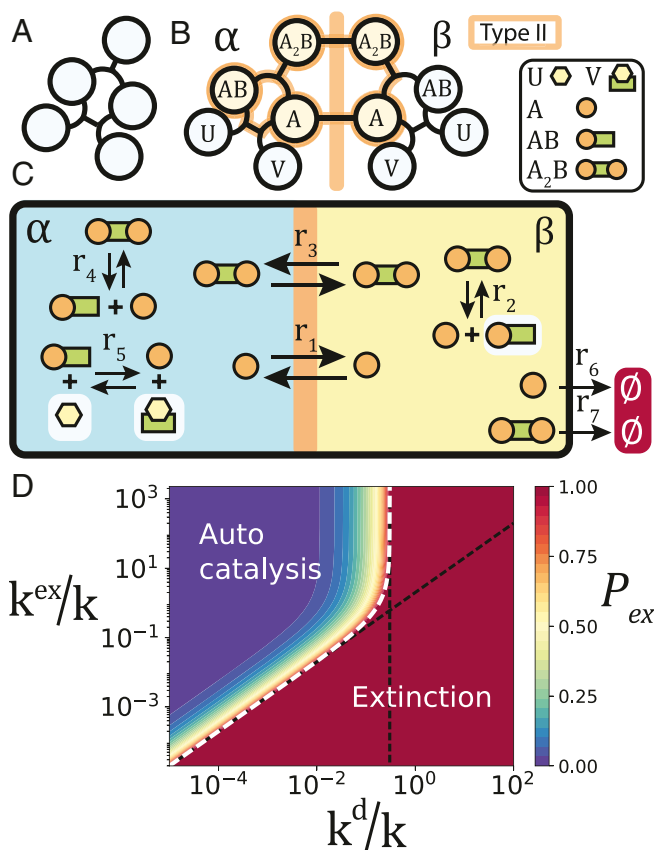 A
B
α
β
Type II
A₂B
A₂B
AB
AB
A
A
U
U
V
V
U V
A
AB
A₂B
C
α
β
r₄
+
r₅
+
+
r₃
r₁
r₂
+
r₆
∅
r₇
∅
D
Auto
catalysis
Extinction
10³
10¹
10⁻¹
10⁻³
kᵉˣ/k
10⁻⁴
10⁻²
10⁰
10²
kᵈ/k
1.00
0.75
0.50
0.25
0.00
Pₑₓ